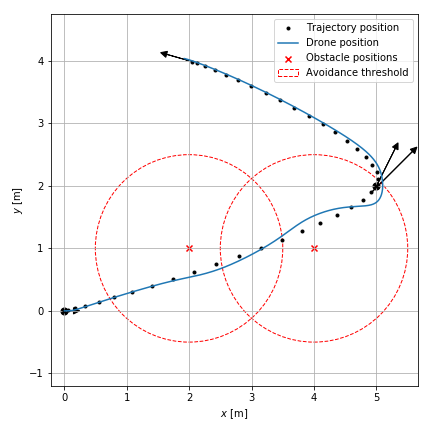 Trajectory position
Drone position
Obstacle positions
Avoidance threshold
4
3
2
1
0
−1
y [m]
0
1
2
3
4
5
x [m]